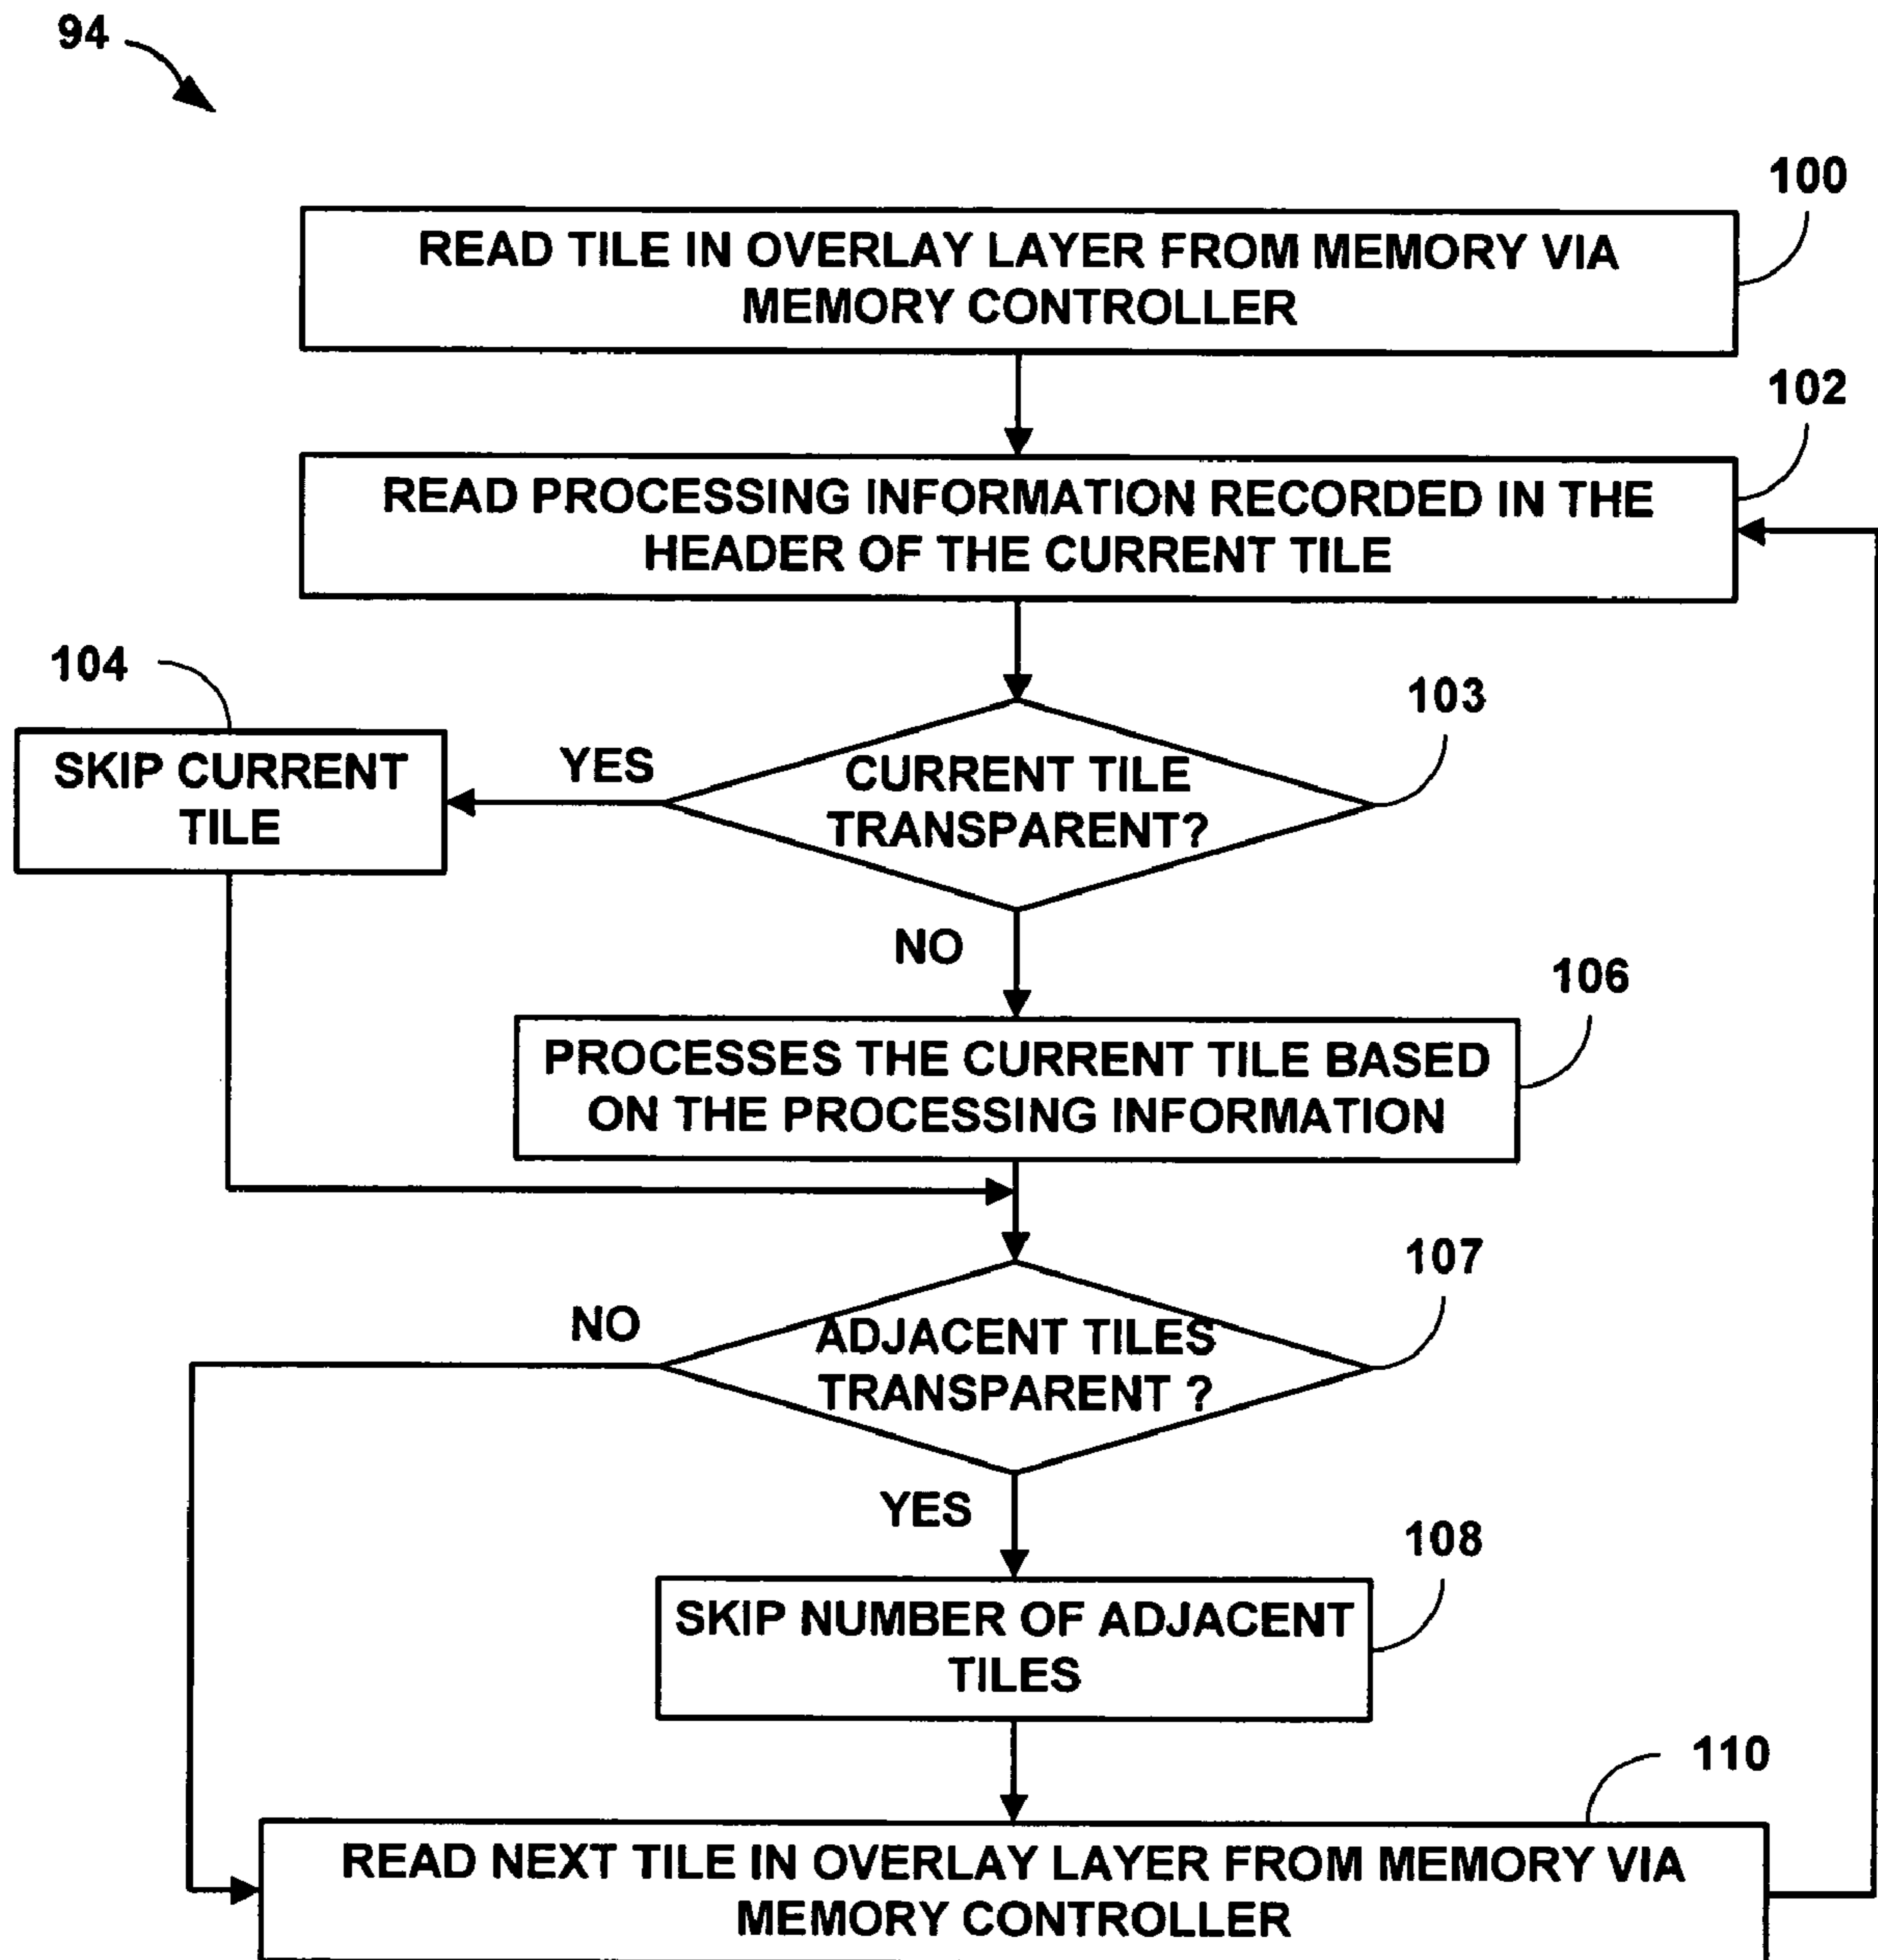 94
100
READ TILE IN OVERLAY LAYER FROM MEMORY VIA
MEMORY CONTROLLER
102
READ PROCESSING INFORMATION RECORDED IN THE
HEADER OF THE CURRENT TILE
104
103
SKIP CURRENT
TILE
YES
CURRENT TILE
TRANSPARENT?
NO
106
PROCESSES THE CURRENT TILE BASED
ON THE PROCESSING INFORMATION
107
NO
ADJACENT TILES
TRANSPARENT ?
YES
108
SKIP NUMBER OF ADJACENT
TILES
110
READ NEXT TILE IN OVERLAY LAYER FROM MEMORY VIA
MEMORY CONTROLLER